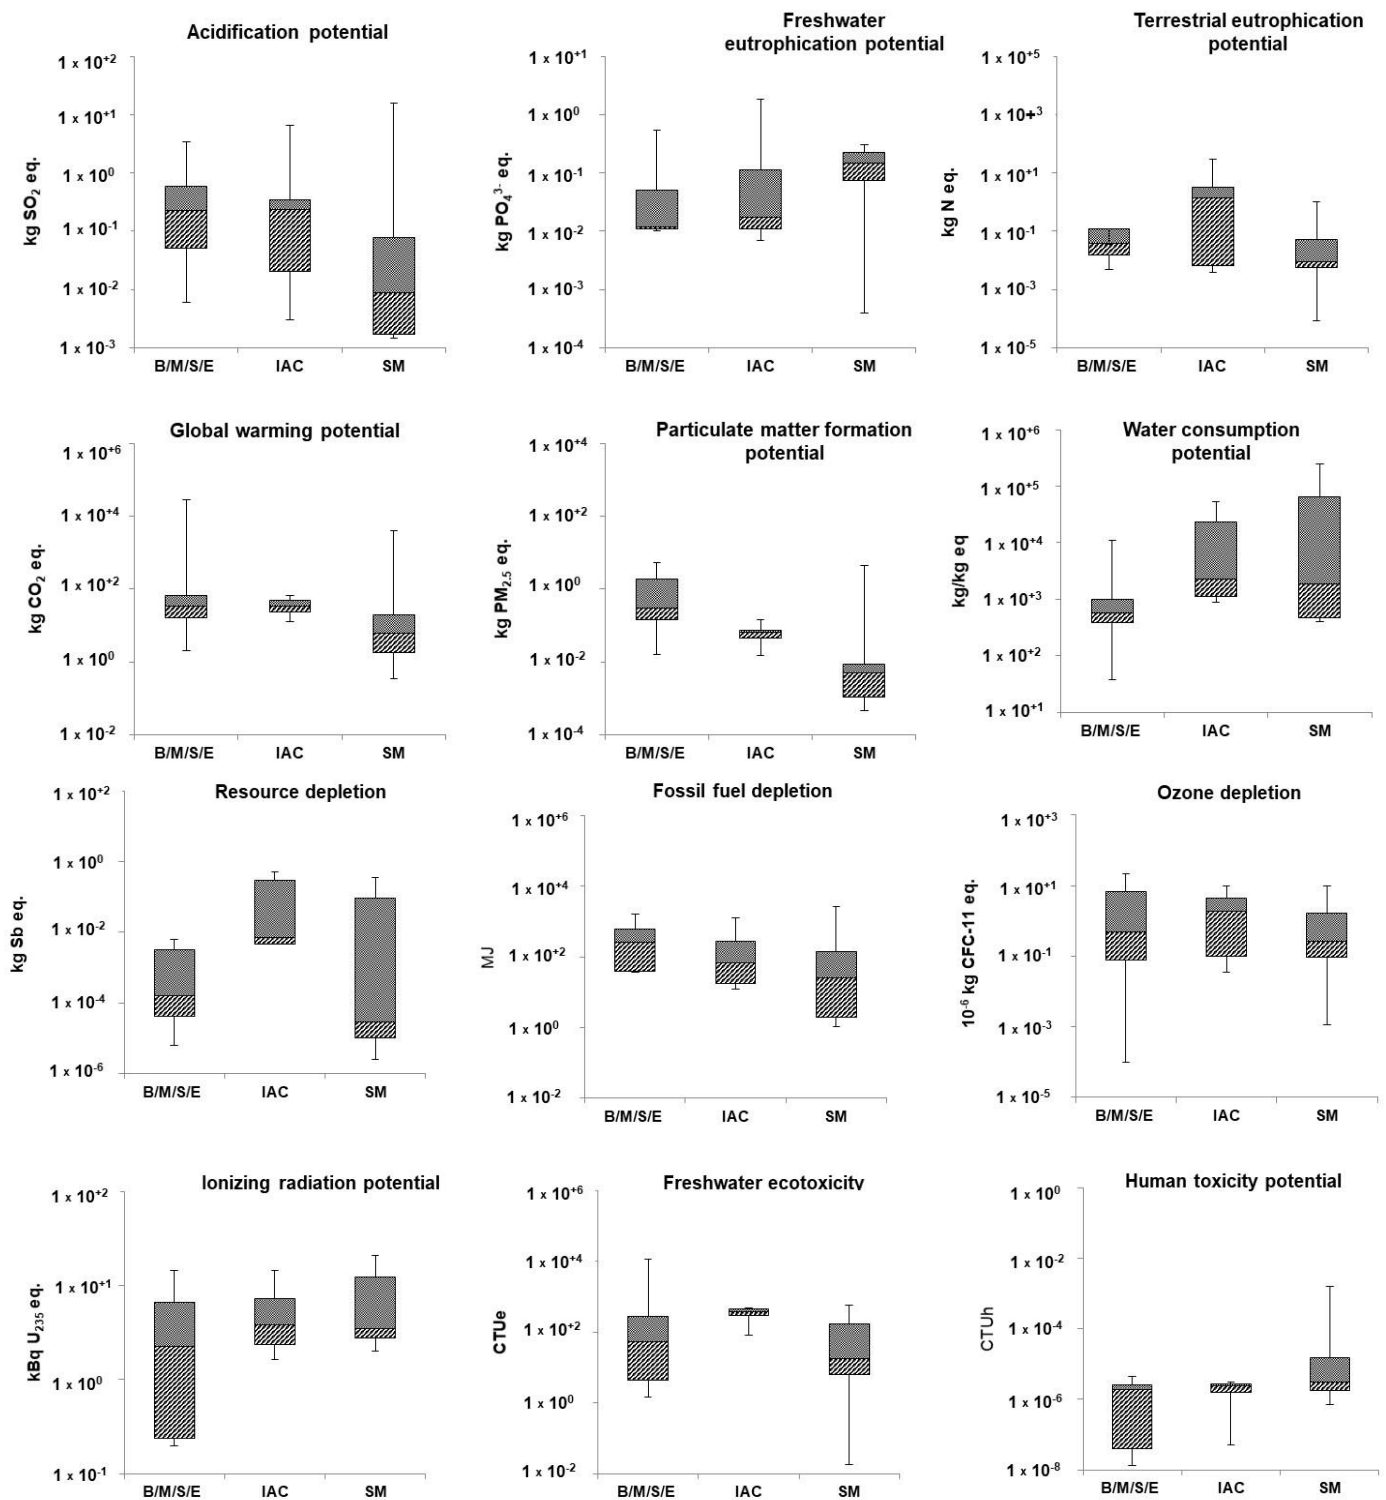 Acidification potential
1 x 10⁺²
1 x 10⁺¹
1 x 10⁰
1 x 10⁻¹
1 x 10⁻²
1 x 10⁻³
kg SO₂ eq.
B/M/S/E IAC SM
Freshwater
eutrophication potential
1 x 10⁺¹
1 x 10⁰
1 x 10⁻¹
1 x 10⁻²
1 x 10⁻³
1 x 10⁻⁴
kg PO₄³⁻ eq.
B/M/S/E IAC SM
Terrestrial eutrophication
potential
1 x 10⁺⁵
1 x 10⁺³
1 x 10⁺¹
1 x 10⁻¹
1 x 10⁻³
1 x 10⁻⁵
kg N eq.
B/M/S/E IAC SM
Global warming potential
1 x 10⁺⁶
1 x 10⁺⁴
1 x 10⁺²
1 x 10⁰
1 x 10⁻²
kg CO₂ eq.
B/M/S/E IAC SM
Particulate matter formation
potential
1 x 10⁺⁴
1 x 10⁺²
1 x 10⁰
1 x 10⁻²
1 x 10⁻⁴
kg PM₂.₅ eq.
B/M/S/E IAC SM
Water consumption
potential
1 x 10⁺⁶
1 x 10⁺⁵
1 x 10⁺⁴
1 x 10⁺³
1 x 10⁺²
1 x 10⁺¹
kg/kg eq
B/M/S/E IAC SM
Resource depletion
1 x 10⁺²
1 x 10⁰
1 x 10⁻²
1 x 10⁻⁴
1 x 10⁻⁶
kg Sb eq.
B/M/S/E IAC SM
Fossil fuel depletion
1 x 10⁺⁶
1 x 10⁺⁴
1 x 10⁺²
1 x 10⁰
1 x 10⁻²
MJ
B/M/S/E IAC SM
Ozone depletion
1 x 10⁺³
1 x 10⁺¹
1 x 10⁻¹
1 x 10⁻³
1 x 10⁻⁵
10⁻⁶ kg CFC-11 eq.
B/M/S/E IAC SM
Ionizing radiation potential
1 x 10⁺²
1 x 10⁺¹
1 x 10⁰
1 x 10⁻¹
kBq U₂₃₅ eq.
B/M/S/E IAC SM
Freshwater ecotoxicity
1 x 10⁺⁶
1 x 10⁺⁴
1 x 10⁺²
1 x 10⁰
1 x 10⁻²
CTUe
B/M/S/E IAC SM
Human toxicity potential
1 x 10⁰
1 x 10⁻²
1 x 10⁻⁴
1 x 10⁻⁶
1 x 10⁻⁸
CTUh
B/M/S/E IAC SM